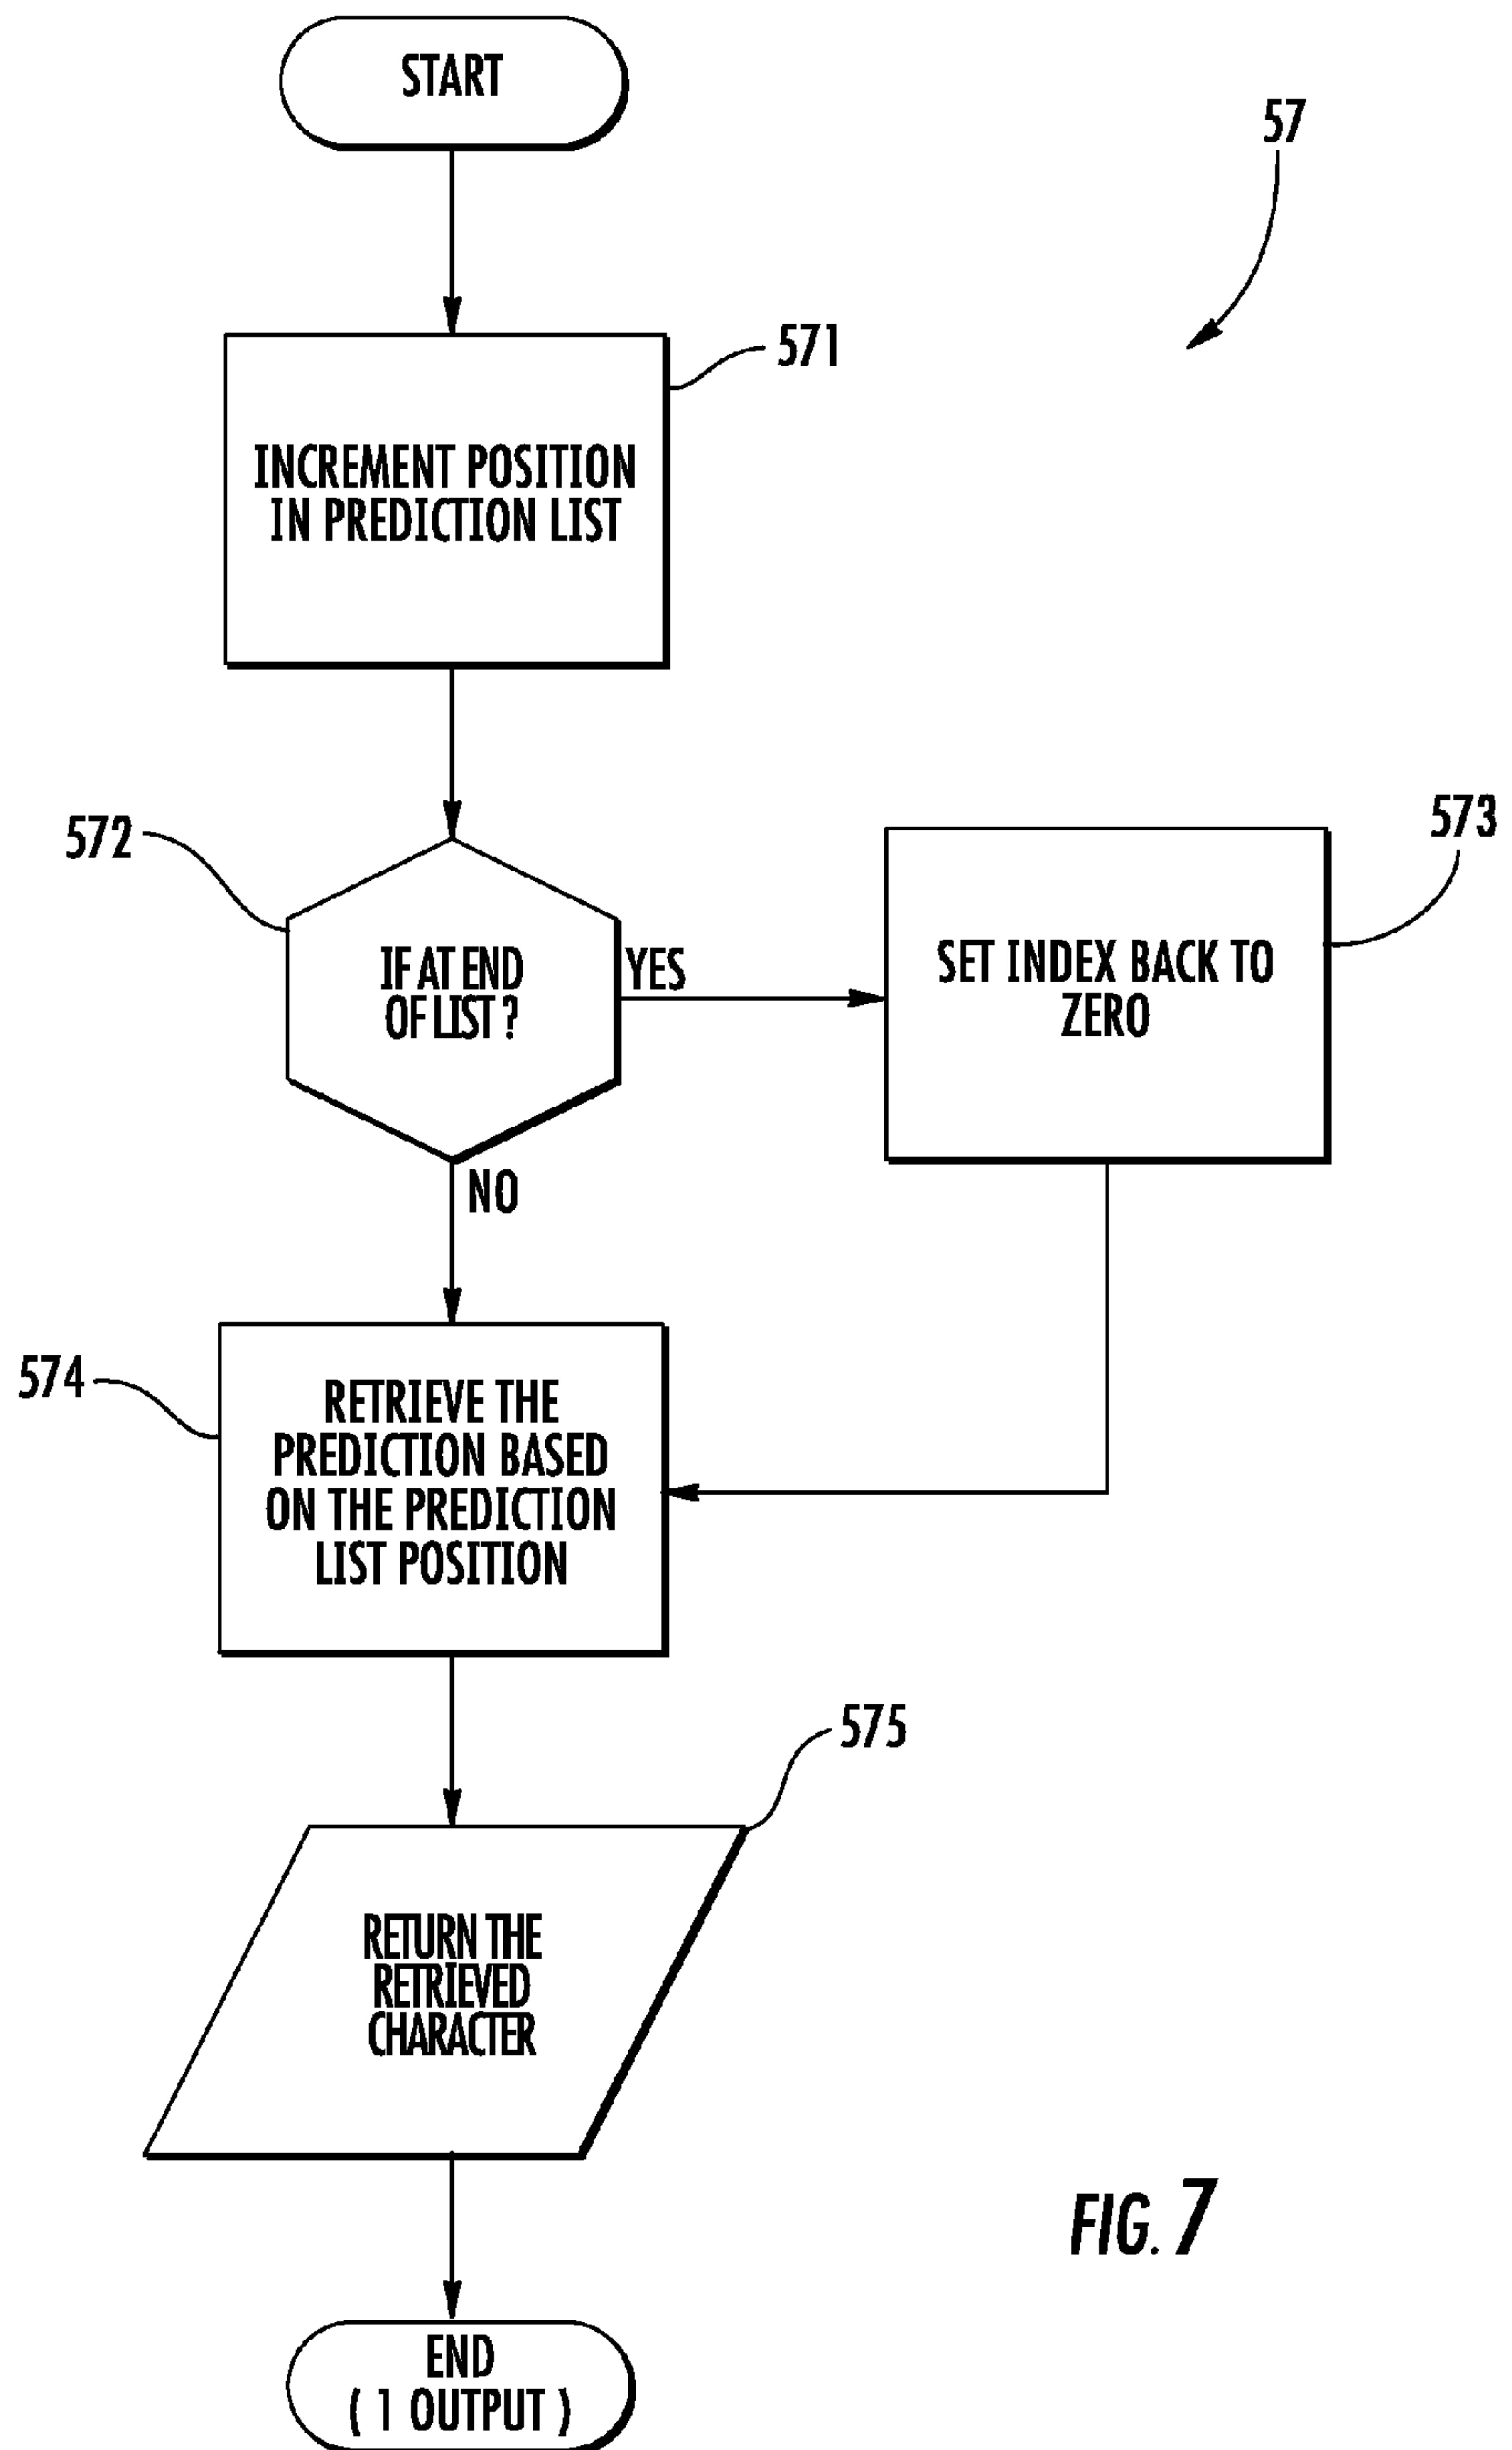 START
57
571
INCREMENT POSITION
IN PREDICTION LIST
572
IF AT END
OF LIST?
YES
573
SET INDEX BACK TO
ZERO
NO
574
RETRIEVE THE
PREDICTION BASED
ON THE PREDICTION
LIST POSITION
575
RETURN THE
RETRIEVED
CHARACTER
FIG. 7
END
( 1 OUTPUT )